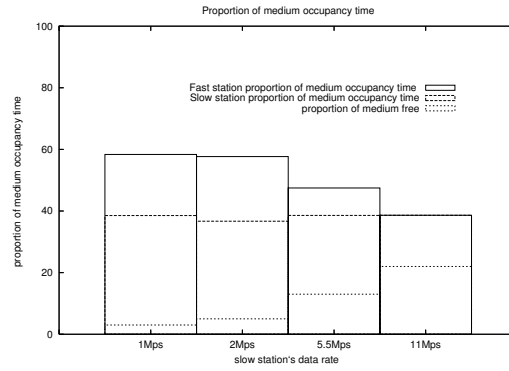 Proportion of medium occupancy time
100
80
60
40
20
0
proportion of medium occupancy time
Fast station proportion of medium occupancy time
Slow station proportion of medium occupancy time
proportion of medium free
1Mps 2Mps 5.5Mps 11Mps
slow station's data rate